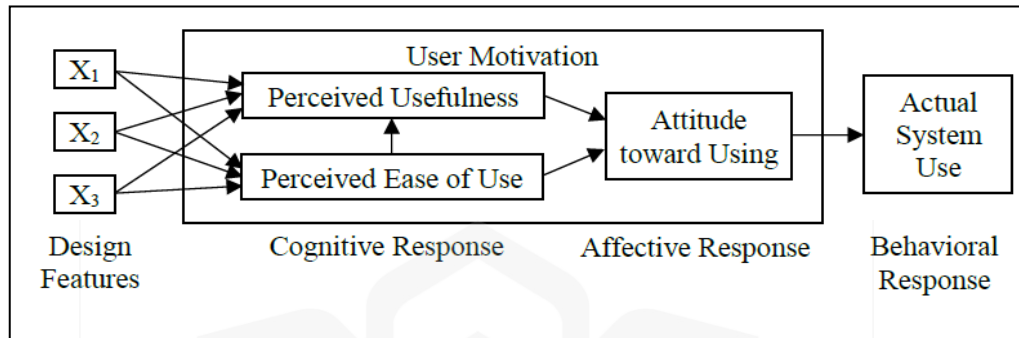 User Motivation
X1
X2
X3
Perceived Usefulness
Perceived Ease of Use
Attitude
toward Using
Actual
System
Use
Design
Features
Cognitive Response
Affective Response
Behavioral
Response